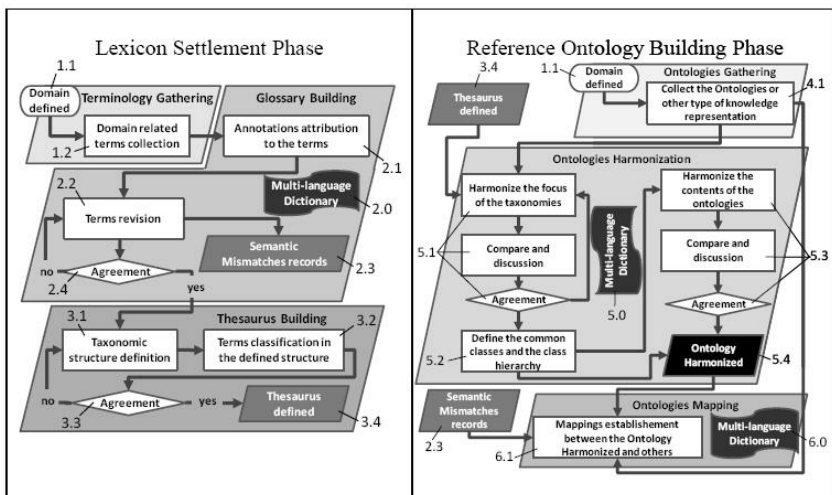 Lexicon Settlement Phase
1.1
Domain
defined
Terminology Gathering
Domain related
terms collection
1.2
Glossary Building
Annotations attribution
to the terms
2.1
2.2
Terms revision
Multi-language
Dictionary
2.0
Semantic
Mismatches records
2.3
Agreement
no
2.4
yes
Thesaurus Building
3.1
Taxonomic
structure definition
3.2
Terms classification in
the defined structure
Agreement
no
yes
3.3
Thesaurus
defined
3.4
Reference Ontology Building Phase
3.4
Thesaurus
defined
1.1
Domain
defined
Ontologies Gathering
Collect the Ontologies or
other type of knowledge
representation
4.1
Ontologies Harmonization
Harmonize the focus
of the taxonomies
5.1
Compare and
discussion
Agreement
Multi-language
Dictionary
5.0
5.2
Define the common
classes and the class
hierarchy
Harmonize the
contents of the
ontologies
Compare and
discussion
5.3
Agreement
Ontology
Harmonized
5.4
Semantic
Mismatches
records
2.3
Ontologies Mapping
Mappings establishement
between the Ontology
Harmonized and others
6.1
Multi-language
Dictionary
6.0